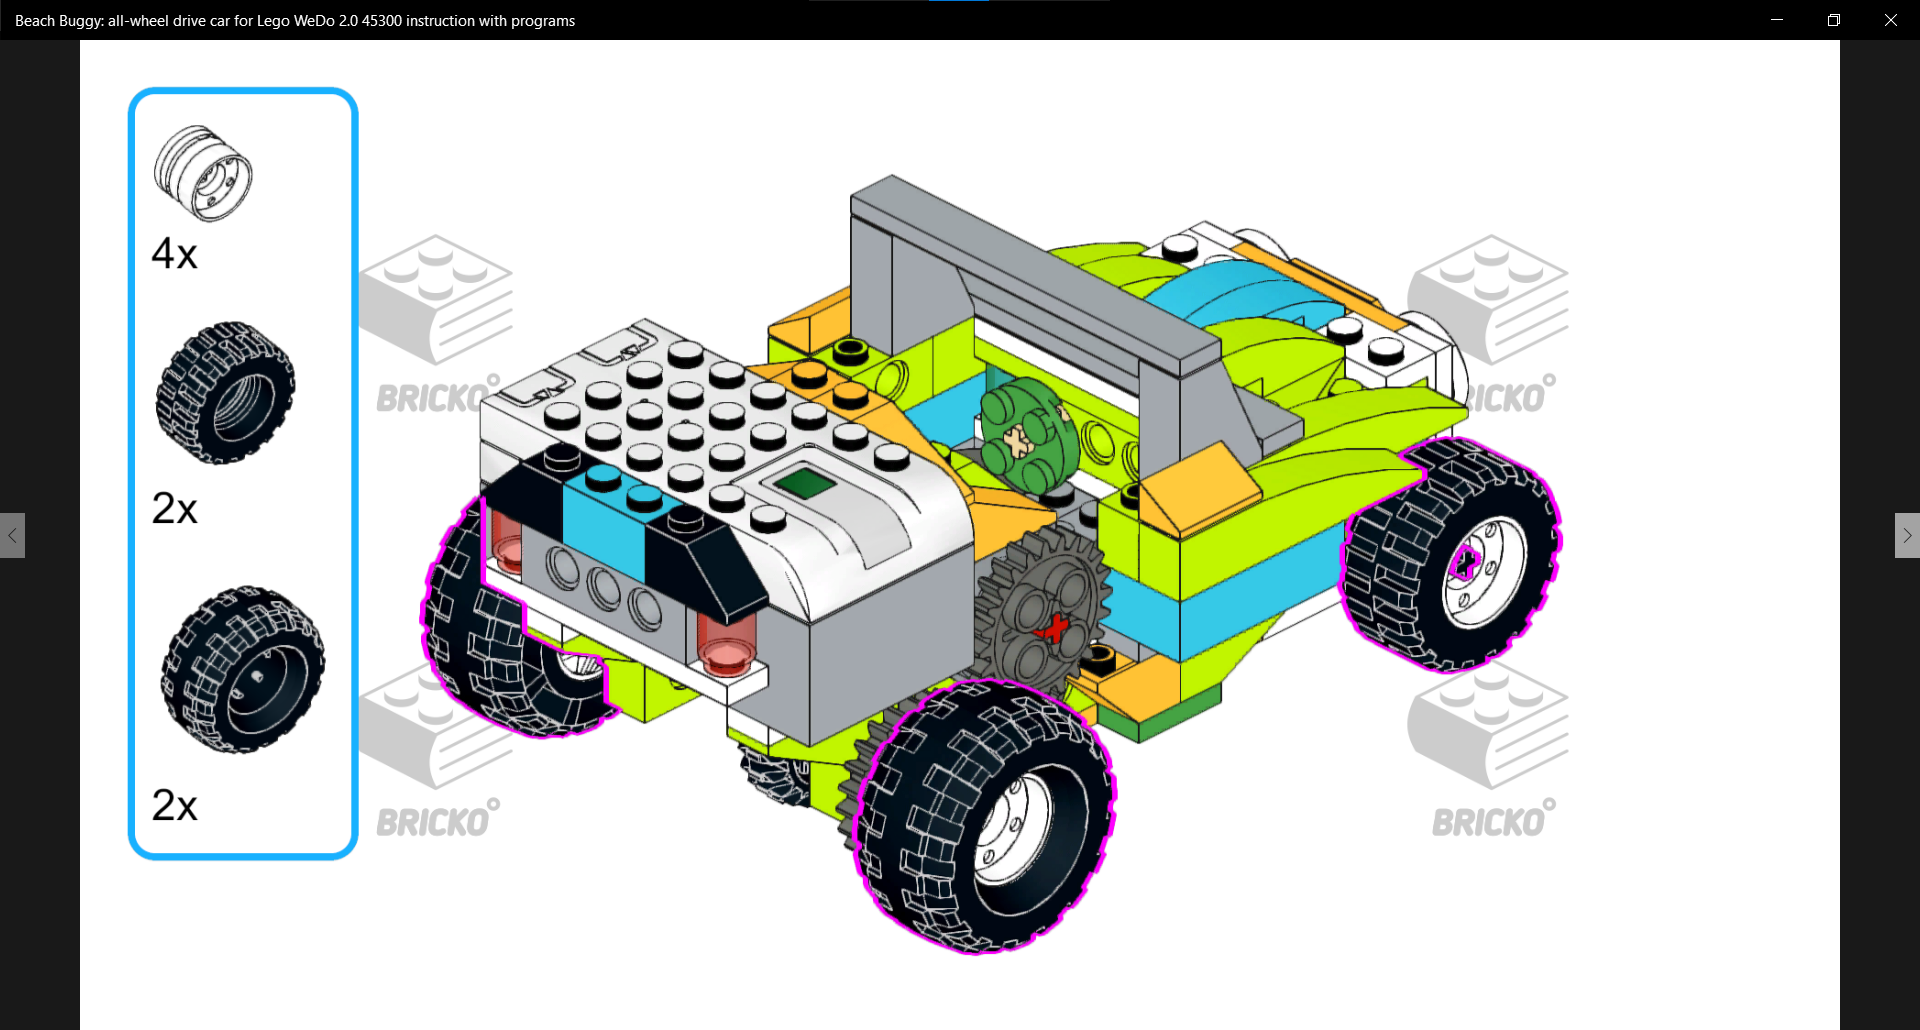 Beach Buggy: all-wheel drive car for Lego WeDo 2.0 45300 instruction with programs
4x
2x
2x
BRICKO
RICKO
BRICKO
BRICKO